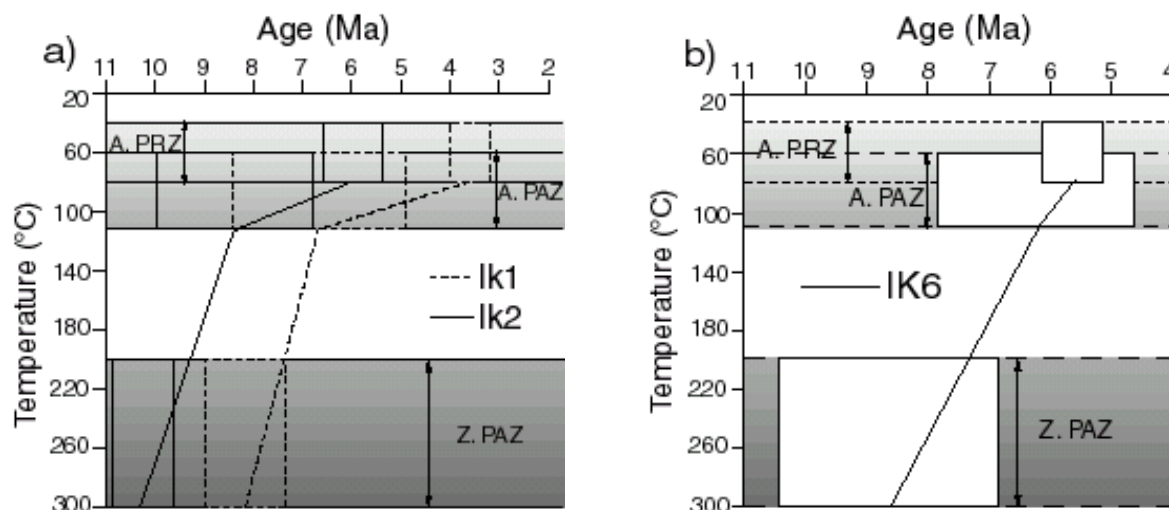 a)
Age (Ma)
11 10 9 8 7 6 5 4 3 2
20
60
100
140
180
220
260
300
Temperature (°C)
A. PRZ
A. PAZ
Ik1
Ik2
Z. PAZ
b)
Age (Ma)
11 10 9 8 7 6 5 4
20
60
100
140
180
220
260
300
Temperature (°C)
A. PRZ
A. PAZ
IK6
Z. PAZ